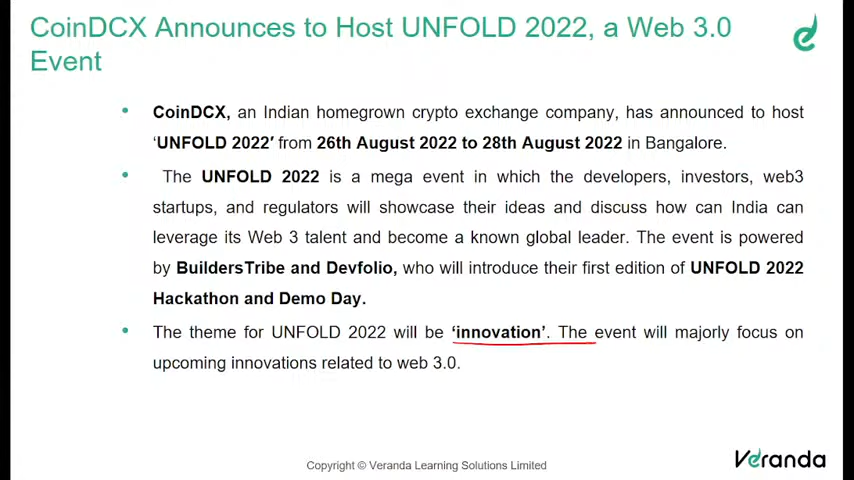 CoinDCX Announces to Host UNFOLD 2022, a Web 3.0
Event
• CoinDCX, an Indian homegrown crypto exchange company, has announced to host
‘UNFOLD 2022’ from 26th August 2022 to 28th August 2022 in Bangalore.
• The UNFOLD 2022 is a mega event in which the developers, investors, web3
startups, and regulators will showcase their ideas and discuss how can India can
leverage its Web 3 talent and become a known global leader. The event is powered
by BuildersTribe and Devfolio, who will introduce their first edition of UNFOLD 2022
Hackathon and Demo Day.
• The theme for UNFOLD 2022 will be ‘innovation’. The event will majorly focus on
upcoming innovations related to web 3.0.
Copyright © Veranda Learning Solutions Limited
Veranda